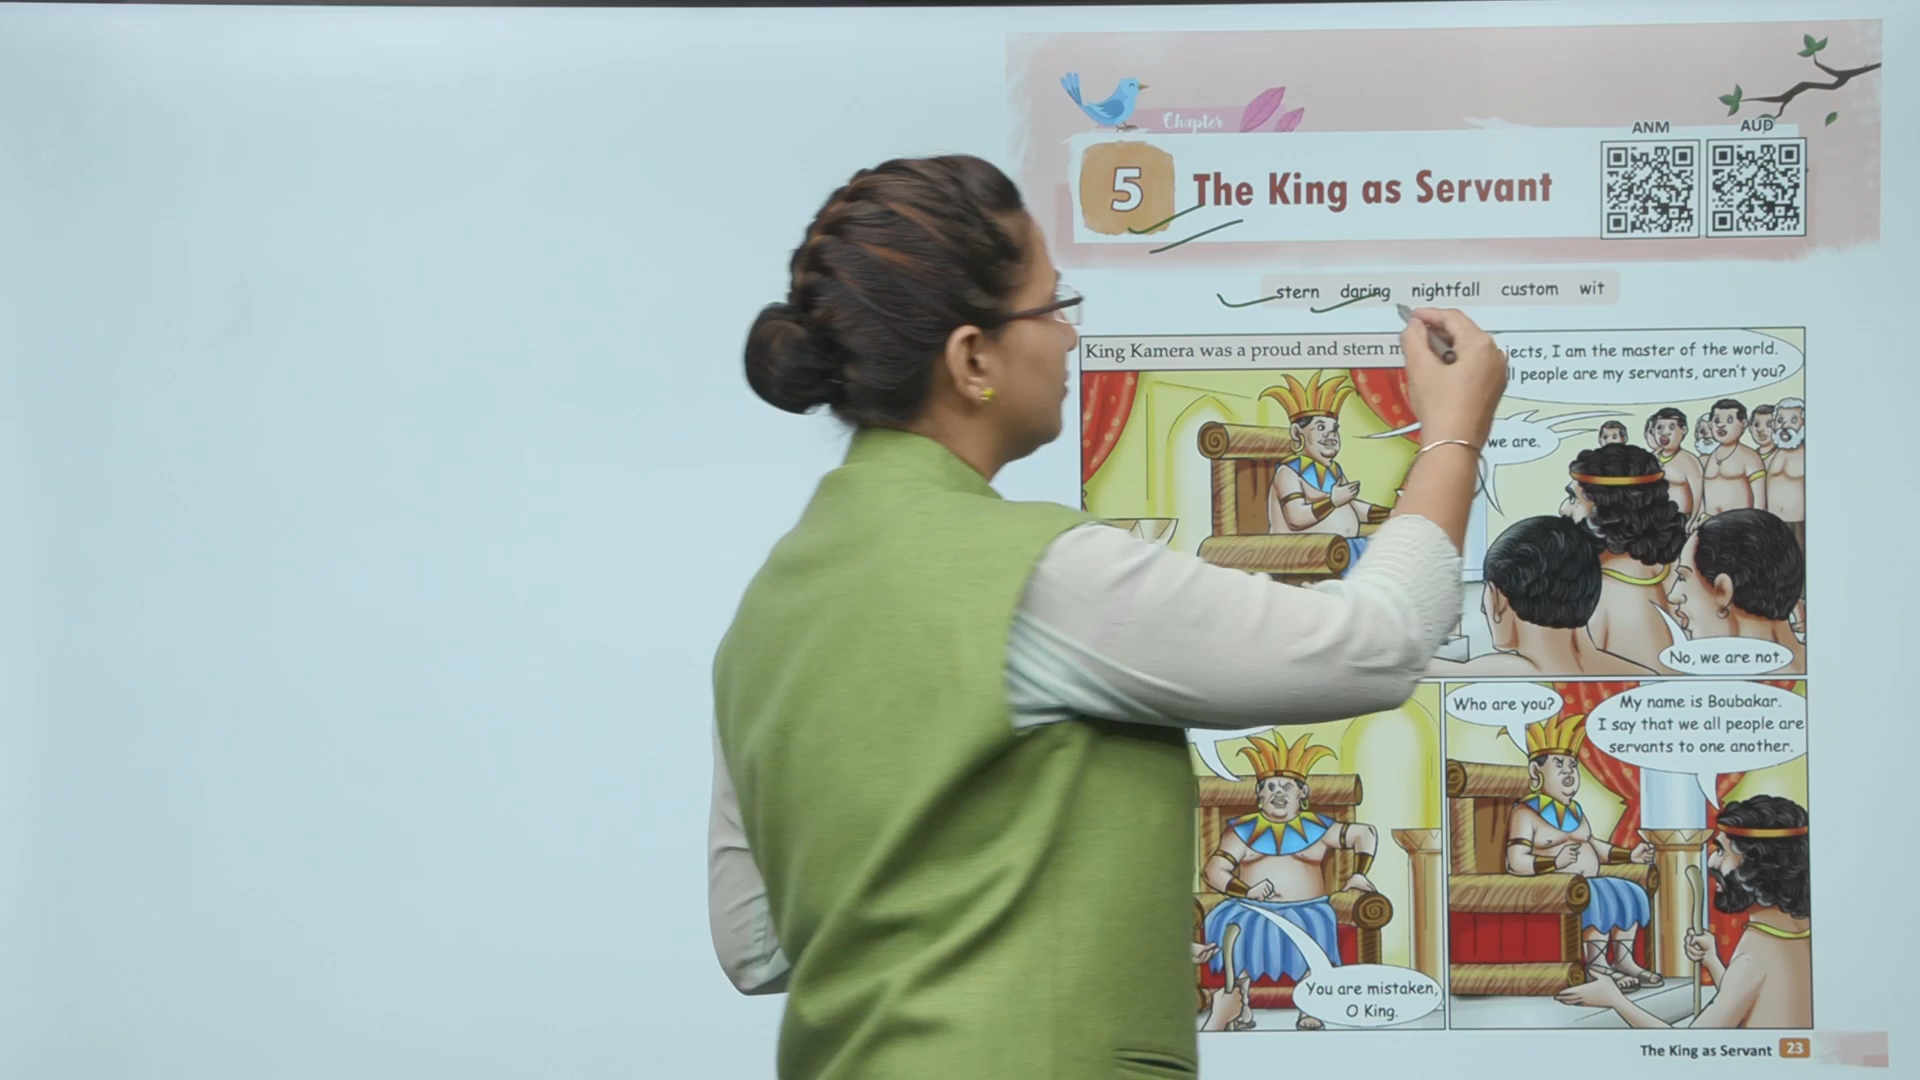 Chapter
ANM
AUD
5
The King as Servant
stern daring nightfall custom wit
King Kamera was a proud and stern
I am the master of the world.
people are my servants, aren't you?
we are.
No, we are not.
Who are you?
My name is Boubakar.
I say that we all people are
servants to one another.
You are mistaken,
O King.
The King as Servant 23